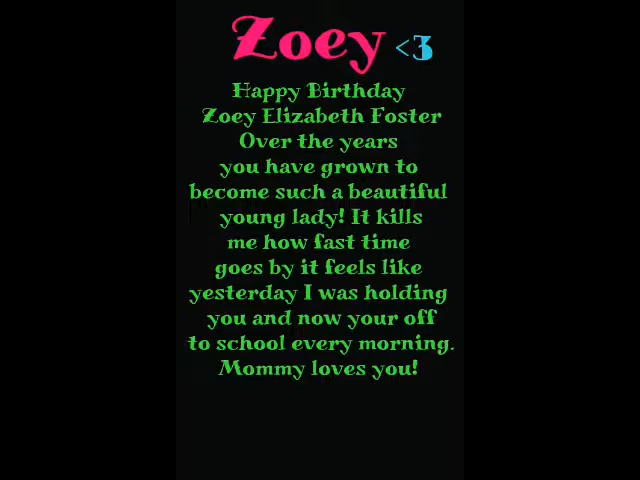 Zoey <3
Happy Birthday
Zoey Elizabeth Foster
Over the years
you have grown to
become such a beautiful
young lady! It kills
me how fast time
goes by it feels like
yesterday I was holding
you and now your off
to school every morning.
Mommy loves you!